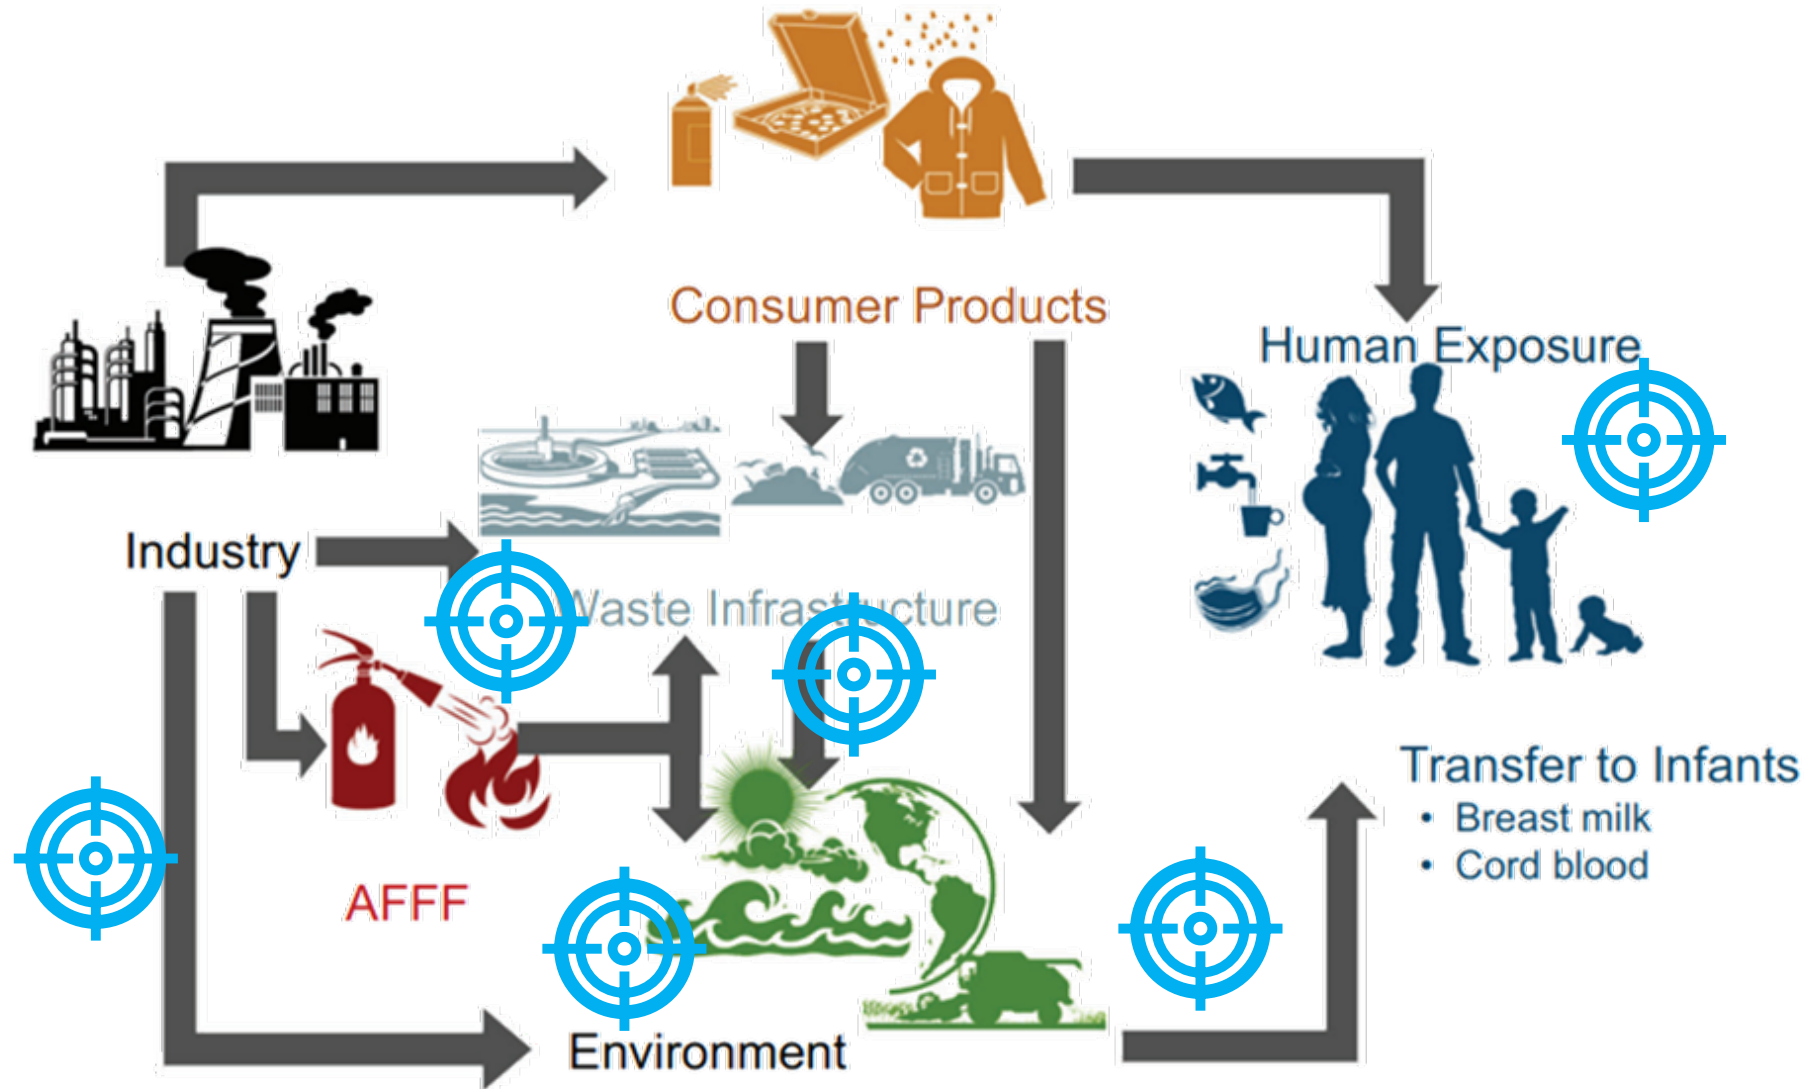 Consumer Products
Human Exposure
Industry
Waste Infrastructure
Transfer to Infants
• Breast milk
• Cord blood
AFFF
Environment